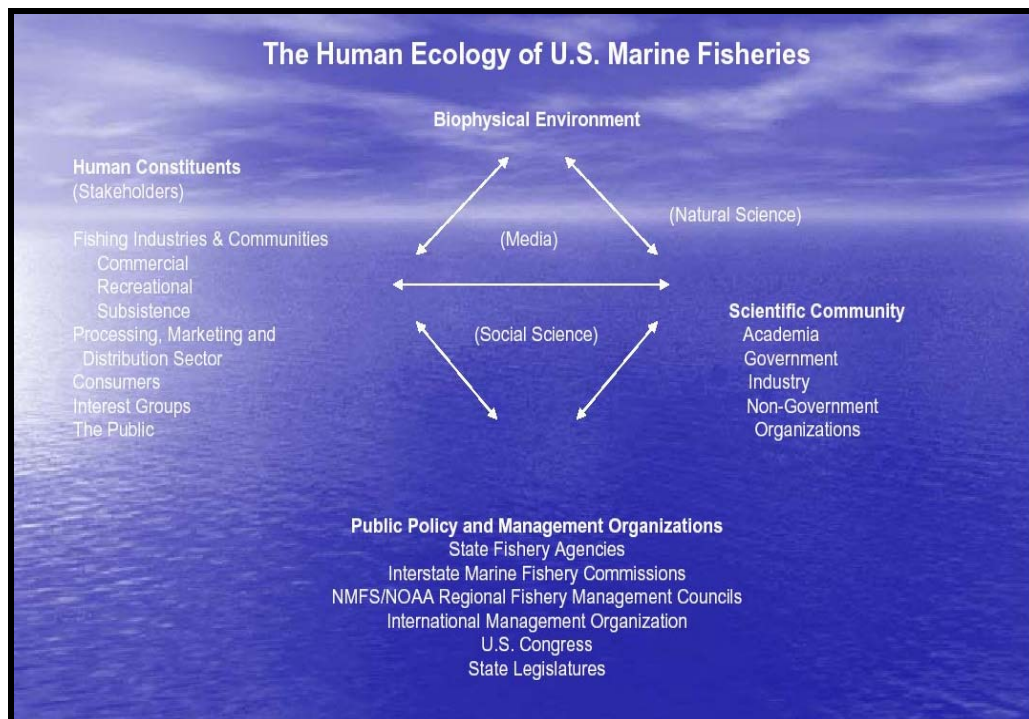 The Human Ecology of U.S. Marine Fisheries
Biophysical Environment
Human Constituents
(Stakeholders)
Fishing Industries & Communities
Commercial
Recreational
Subsistence
Processing, Marketing and
Distribution Sector
Consumers
Interest Groups
The Public
(Natural Science)
(Media)
(Social Science)
Scientific Community
Academia
Government
Industry
Non-Government
Organizations
Public Policy and Management Organizations
State Fishery Agencies
Interstate Marine Fishery Commissions
NMFS/NOAA Regional Fishery Management Councils
International Management Organization
U.S. Congress
State Legislatures